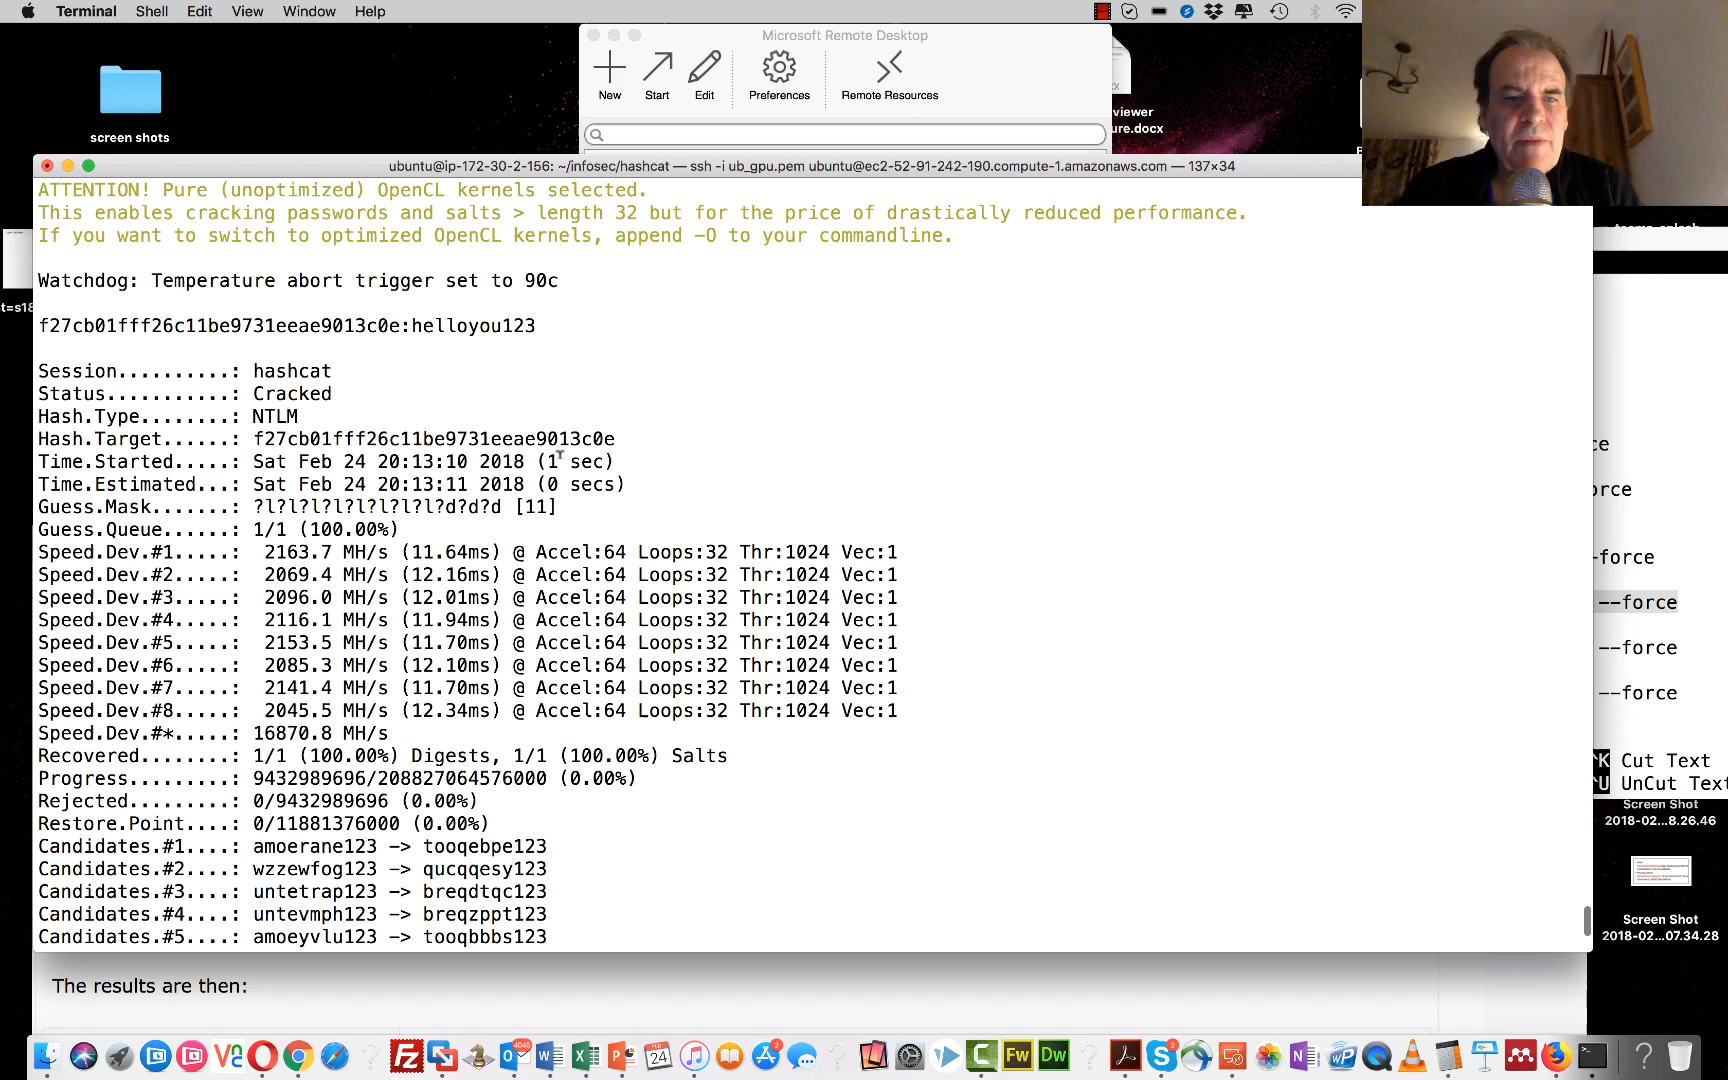 Terminal Shell Edit View Window Help
Microsoft Remote Desktop
New Start Edit Preferences Remote Resources
screen shots
viewer
ure.docx
ubuntu@ip-172-30-2-156: ~/infosec/hashcat — ssh -i ub_gpu.pem ubuntu@ec2-52-91-242-190.compute-1.amazonaws.com — 137×34
ATTENTION! Pure (unoptimized) OpenCL kernels selected.
This enables cracking passwords and salts > length 32 but for the price of drastically reduced performance.
If you want to switch to optimized OpenCL kernels, append -O to your commandline.
Watchdog: Temperature abort trigger set to 90c
f27cb01fff26c11be9731eeae9013c0e:helloyou123
Session..........: hashcat
Status...........: Cracked
Hash.Type........: NTLM
Hash.Target......: f27cb01fff26c11be9731eeae9013c0e
Time.Started.....: Sat Feb 24 20:13:10 2018 (1 sec)
Time.Estimated...: Sat Feb 24 20:13:11 2018 (0 secs)
Guess.Mask.......: ?l?l?l?l?l?l?l?l?d?d?d [11]
Guess.Queue......: 1/1 (100.00%)
Speed.Dev.#1.....: 2163.7 MH/s (11.64ms) @ Accel:64 Loops:32 Thr:1024 Vec:1
Speed.Dev.#2.....: 2069.4 MH/s (12.16ms) @ Accel:64 Loops:32 Thr:1024 Vec:1
Speed.Dev.#3.....: 2096.0 MH/s (12.01ms) @ Accel:64 Loops:32 Thr:1024 Vec:1
Speed.Dev.#4.....: 2116.1 MH/s (11.94ms) @ Accel:64 Loops:32 Thr:1024 Vec:1
Speed.Dev.#5.....: 2153.5 MH/s (11.70ms) @ Accel:64 Loops:32 Thr:1024 Vec:1
Speed.Dev.#6.....: 2085.3 MH/s (12.10ms) @ Accel:64 Loops:32 Thr:1024 Vec:1
Speed.Dev.#7.....: 2141.4 MH/s (11.70ms) @ Accel:64 Loops:32 Thr:1024 Vec:1
Speed.Dev.#8.....: 2045.5 MH/s (12.34ms) @ Accel:64 Loops:32 Thr:1024 Vec:1
Speed.Dev.#*.....: 16870.8 MH/s
Recovered........: 1/1 (100.00%) Digests, 1/1 (100.00%) Salts
Progress.........: 9432989696/208827064576000 (0.00%)
Rejected.........: 0/9432989696 (0.00%)
Restore.Point....: 0/11881376000 (0.00%)
Candidates.#1....: amoerane123 -> tooqebpe123
Candidates.#2....: wzzewfog123 -> qucqqesy123
Candidates.#3....: untetrap123 -> breqdtqc123
Candidates.#4....: untevmph123 -> breqzppt123
Candidates.#5....: amoeyvlu123 -> tooqbbbs123
t=s18
ce
orce
-force
--force
--force
--force
^K Cut Text
^U UnCut Text
Screen Shot
2018-02...8.26.46
Screen Shot
2018-02...07.34.28
The results are then: